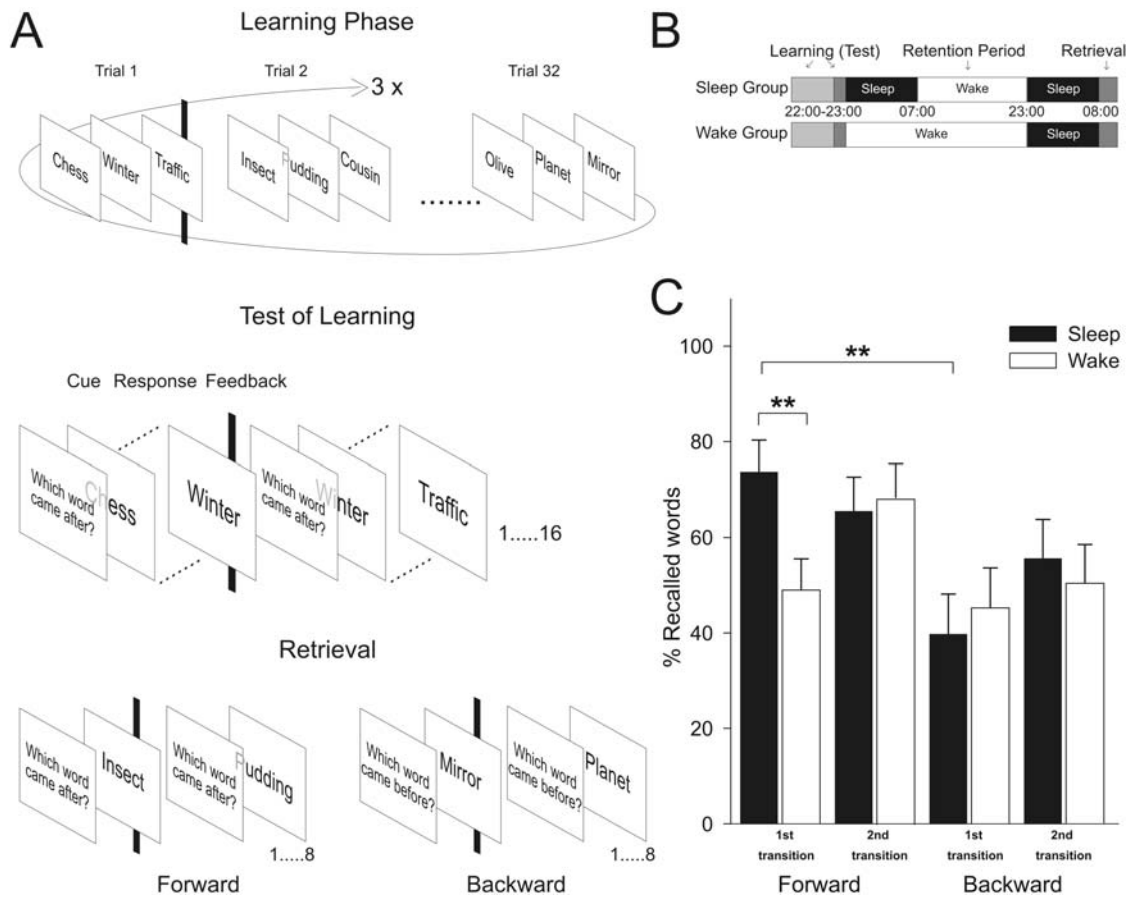 A
Learning Phase
Trial 1
Trial 2
Trial 32
3 x
Chess
Winter
Traffic
Insect
Pudding
Cousin
.......
Olive
Planet
Mirror
Test of Learning
Cue Response Feedback
Which word
came after?
Chess
Winter
Which word
came after?
Winter
Traffic
1.....16
Retrieval
Which word
came after?
Insect
Which word
came after?
Pudding
1.....8
Forward
Which word
came before?
Mirror
Which word
came before?
Planet
1.....8
Backward
B
Learning (Test)
Retention Period
Retrieval
Sleep Group
Sleep
Wake
Sleep
22:00-23:00
07:00
23:00
08:00
Wake Group
Wake
Sleep
C
Sleep
Wake
**
**
% Recalled words
100
80
60
40
20
0
1st
transition
2nd
transition
1st
transition
2nd
transition
Forward
Backward